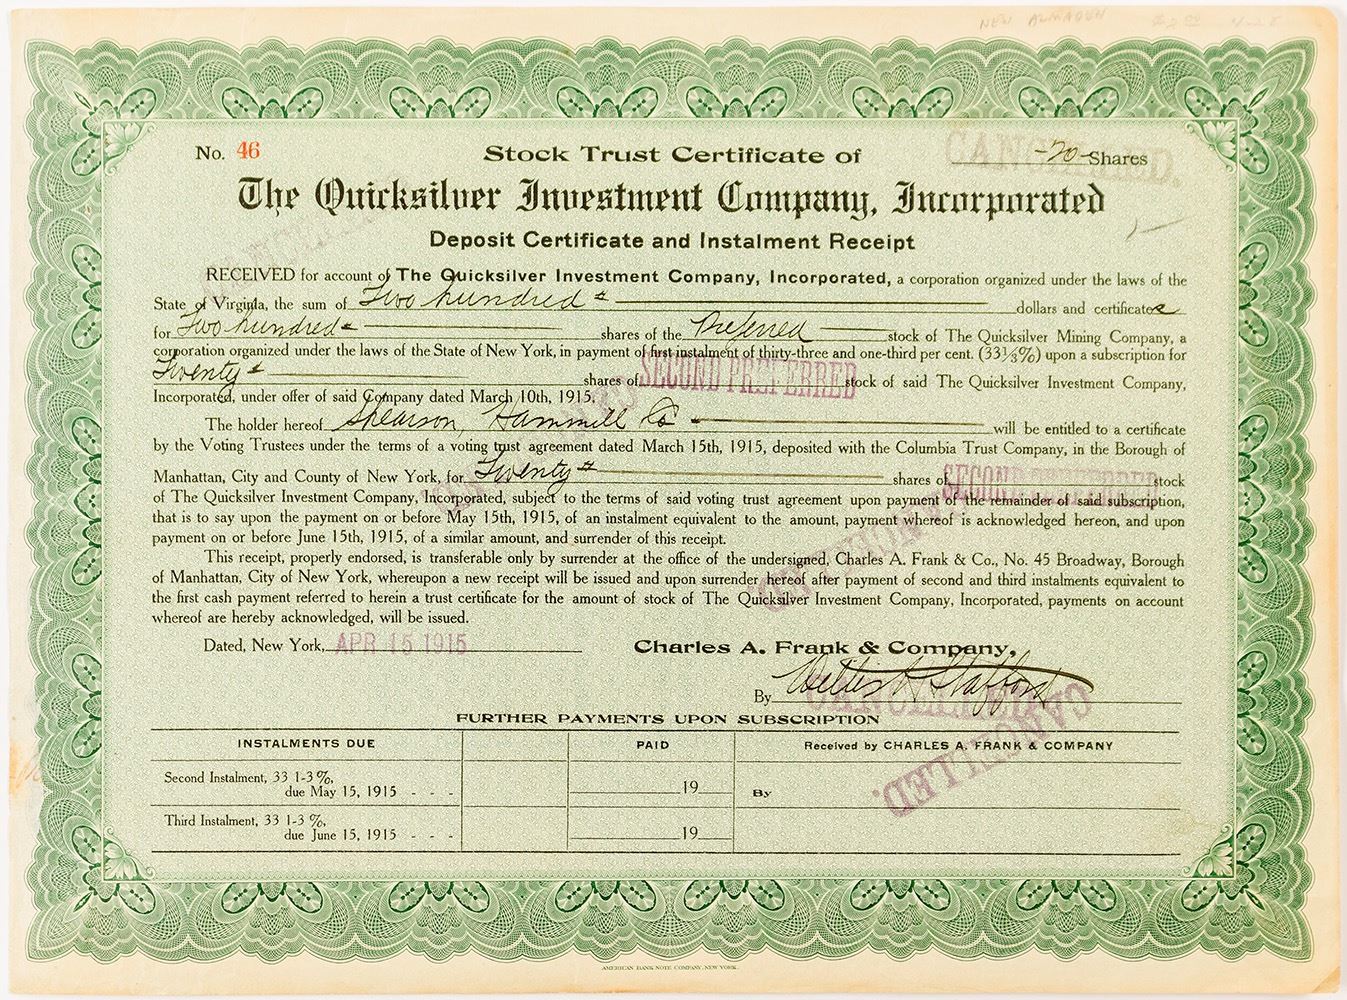 NEW ALMADEN
No. 46 Stock Trust Certificate of -20- Shares
CANCELLED.
The Quicksilver Investment Company, Incorporated
Deposit Certificate and Instalment Receipt
RECEIVED for account of The Quicksilver Investment Company, Incorporated, a corporation organized under the laws of the
State of Virginia, the sum of Two hundred dollars and certificates
for Two hundred shares of the Preferred stock of The Quicksilver Mining Company, a
corporation organized under the laws of the State of New York, in payment of first instalment of thirty-three and one-third per cent. (33⅓%) upon a subscription for
Twenty shares of SECOND PREFERRED stock of said The Quicksilver Investment Company,
Incorporated, under offer of said Company dated March 10th, 1915.
The holder hereof Shearson, Hammill & Co will be entitled to a certificate
by the Voting Trustees under the terms of a voting trust agreement dated March 15th, 1915, deposited with the Columbia Trust Company, in the Borough of
Manhattan, City and County of New York, for Twenty shares of SECOND PREFERRED stock
of The Quicksilver Investment Company, Incorporated, subject to the terms of said voting trust agreement upon payment of the remainder of said subscription,
that is to say upon the payment on or before May 15th, 1915, of an instalment equivalent to the amount, payment whereof is acknowledged hereon, and upon
payment on or before June 15th, 1915, of a similar amount, and surrender of this receipt.
This receipt, properly endorsed, is transferable only by surrender at the office of the undersigned, Charles A. Frank & Co., No. 45 Broadway, Borough
of Manhattan, City of New York, whereupon a new receipt will be issued and upon surrender hereof after payment of second and third instalments equivalent to
the first cash payment referred to herein a trust certificate for the amount of stock of The Quicksilver Investment Company, Incorporated, payments on account
whereof are hereby acknowledged, will be issued.
Dated, New York, APR 15 1915 Charles A. Frank & Company,
By
CANCELLED
CANCELLED.
FURTHER PAYMENTS UPON SUBSCRIPTION
INSTALMENTS DUE PAID Received by CHARLES A. FRANK & COMPANY
Second Instalment, 33 1-3%,
due May 15, 1915 - - - 19 By
Third Instalment, 33 1-3 %,
due June 15, 1915 - - - 19
AMERICAN BANK NOTE COMPANY, NEW YORK.